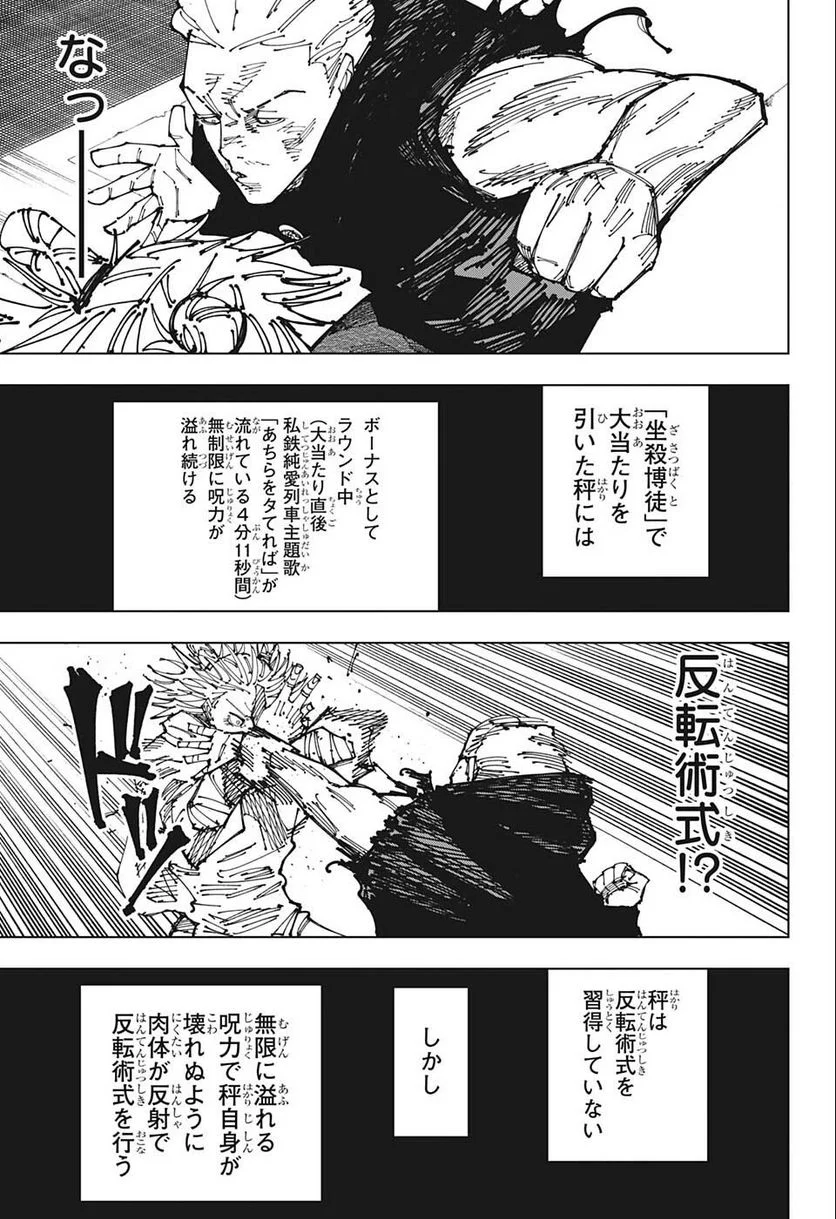 なっ──
「坐殺博徒」で
大当たりを
引いた秤には
ボーナスとして
ラウンド中
(大当たり直後
私鉄純愛列車主題歌
「あちらをタてれば」が
流れている4分11秒間)
無制限に呪力が
溢れ続ける
反転術式!?
ドッ
秤は
反転術式を
習得していない
しかし
無限に溢れる
呪力で秤自身が
壊れぬように
肉体が反射で
反転術式を行う